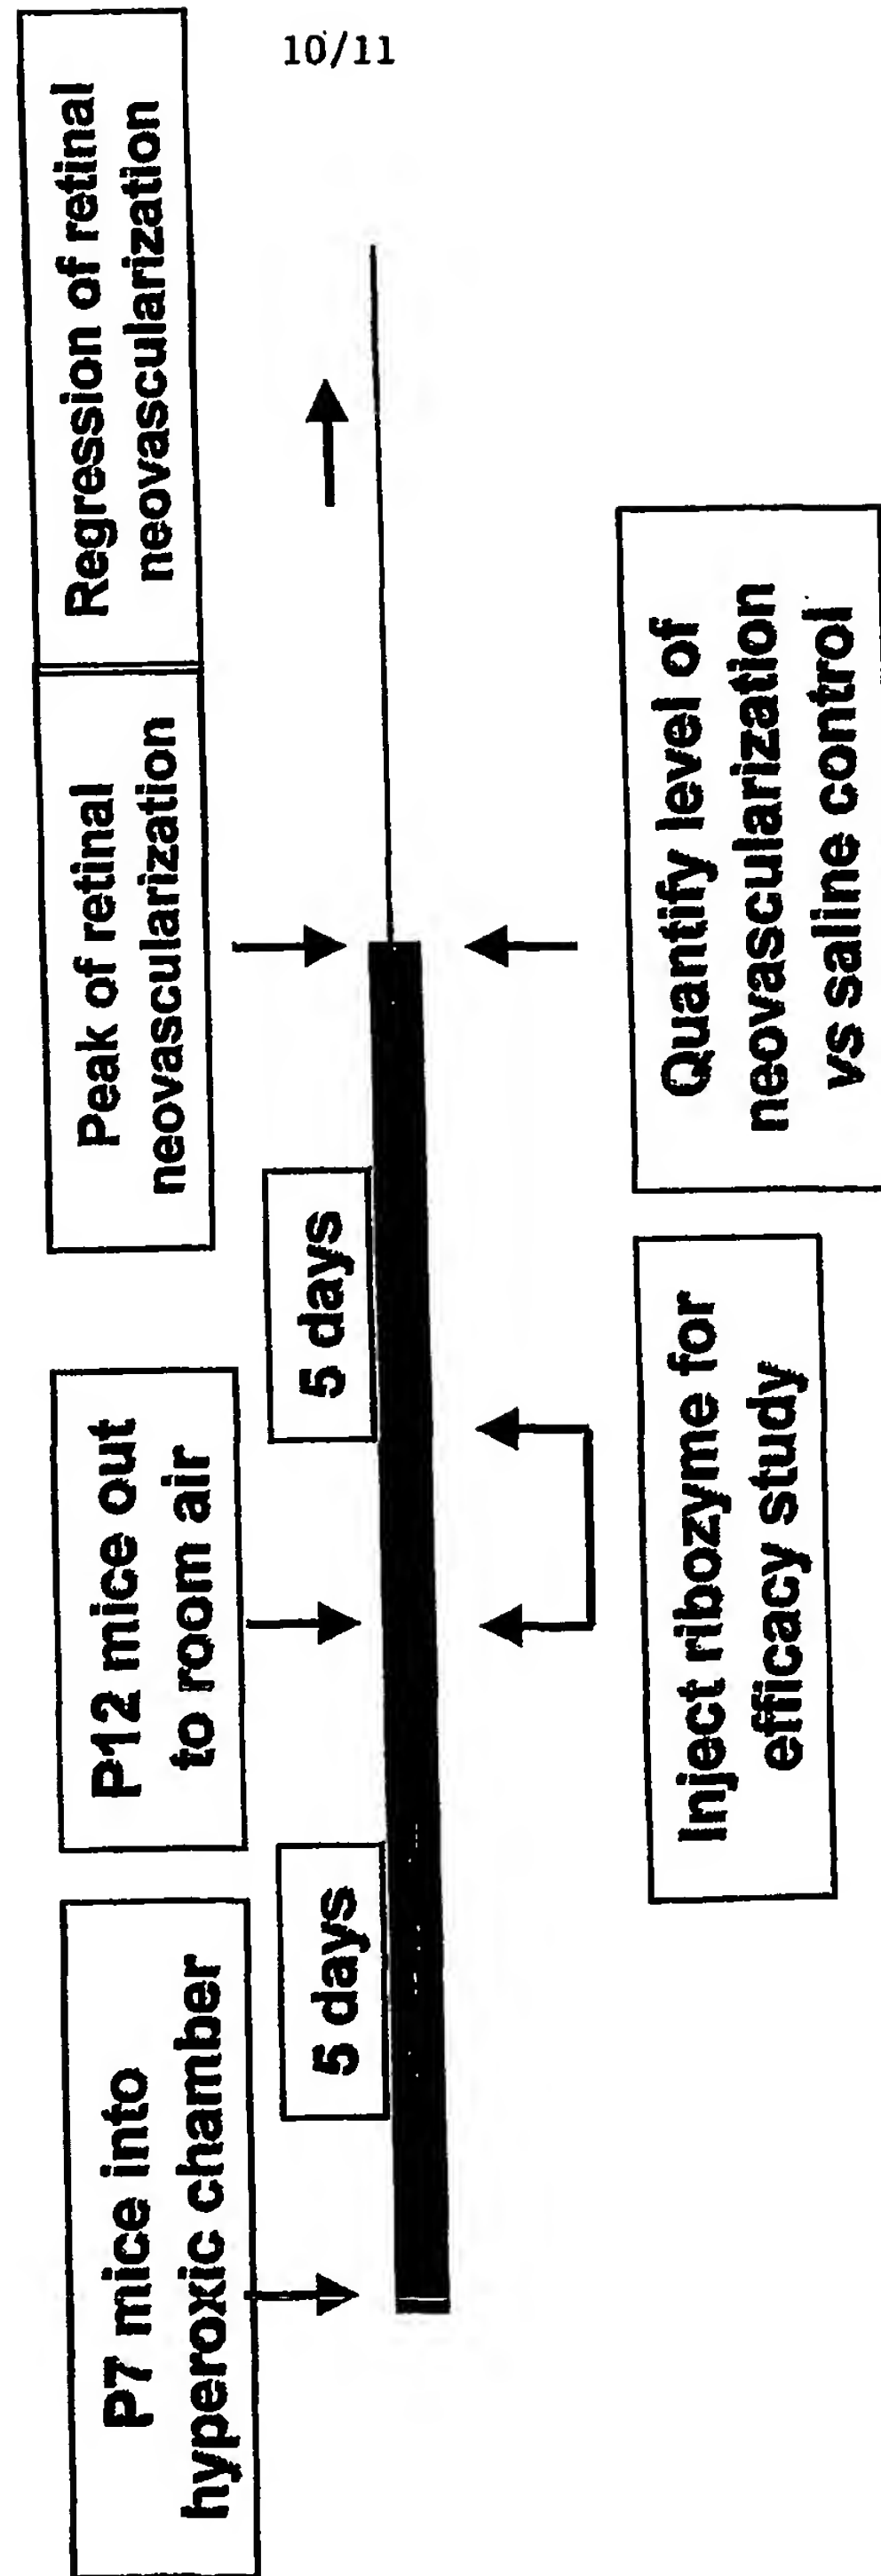 10/11
P7 mice into
hyperoxic chamber
5 days
P12 mice out
to room air
5 days
Peak of retinal
neovascularization
Regression of retinal
neovascularization
Inject ribozyme for
efficacy study
Quantify level of
neovascularization
vs saline control